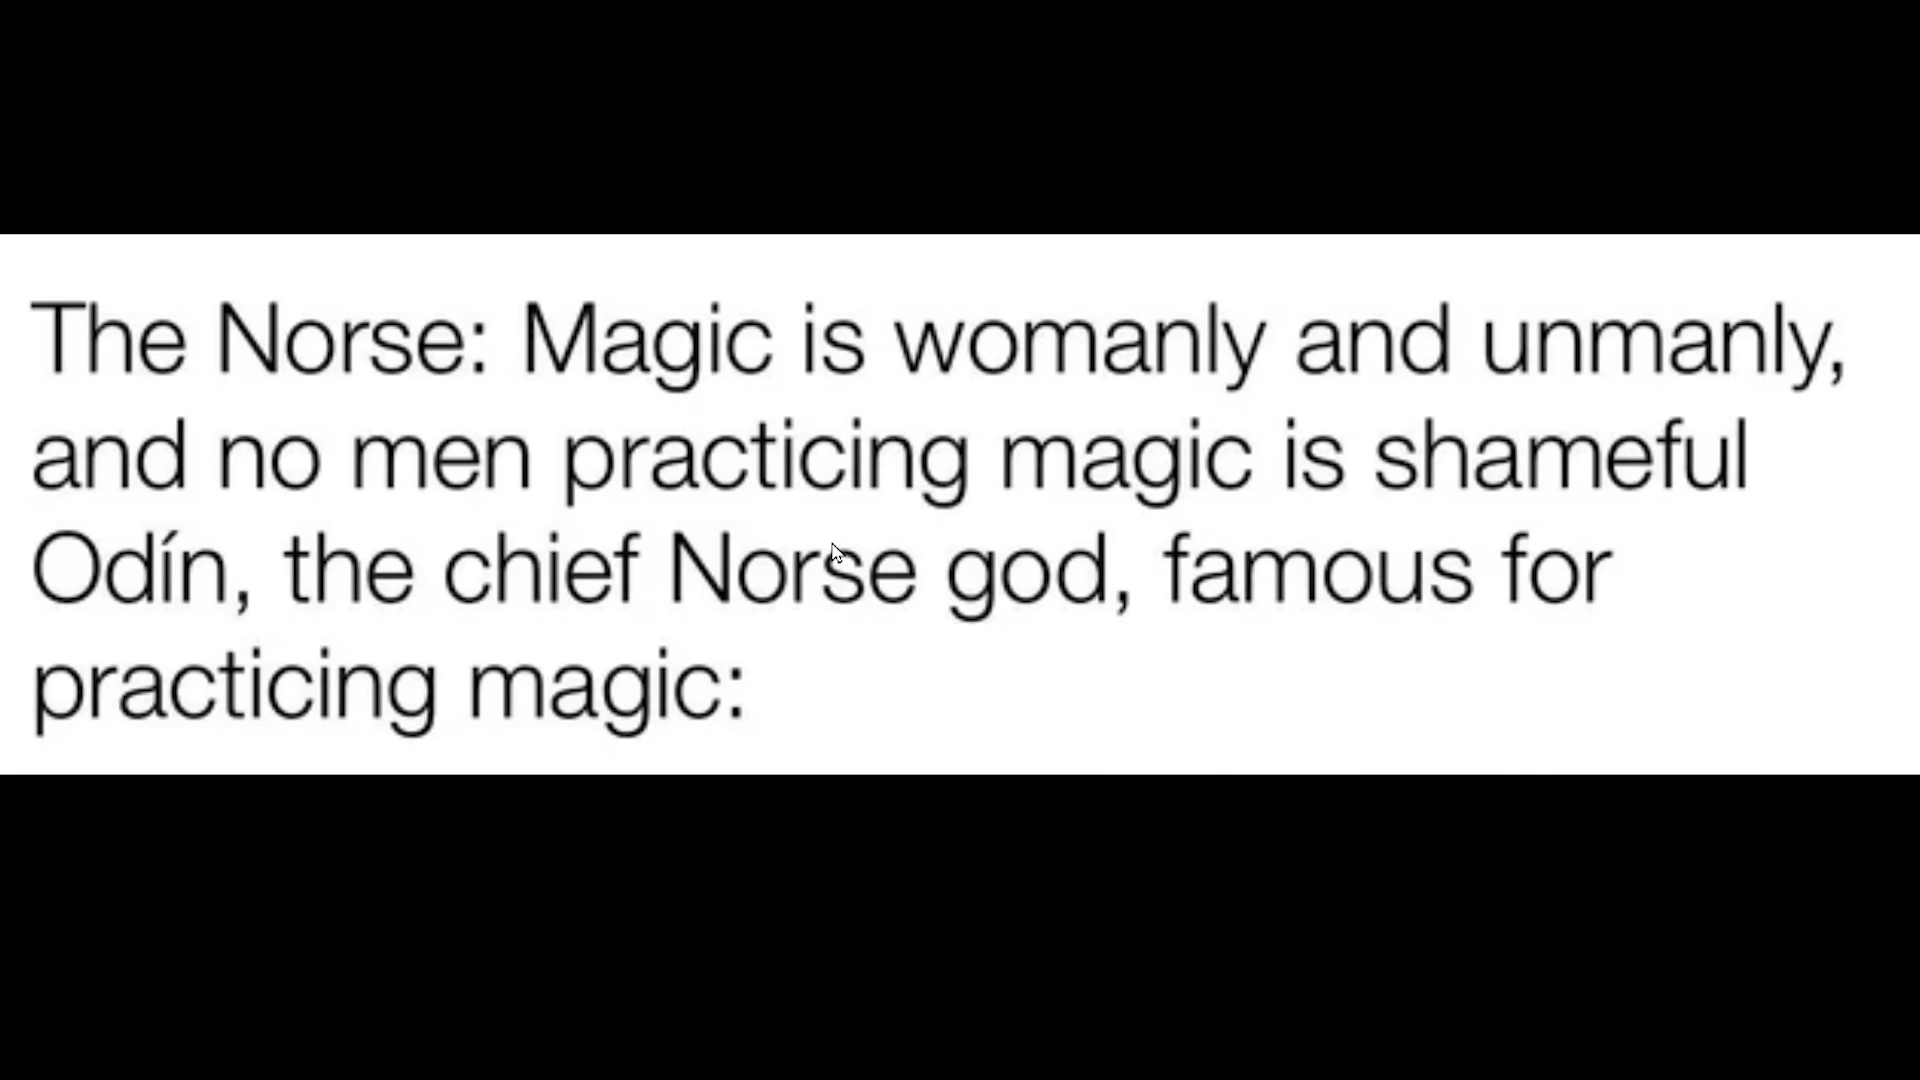 The Norse: Magic is womanly and unmanly,
and no men practicing magic is shameful
Odín, the chief Norse god, famous for
practicing magic: